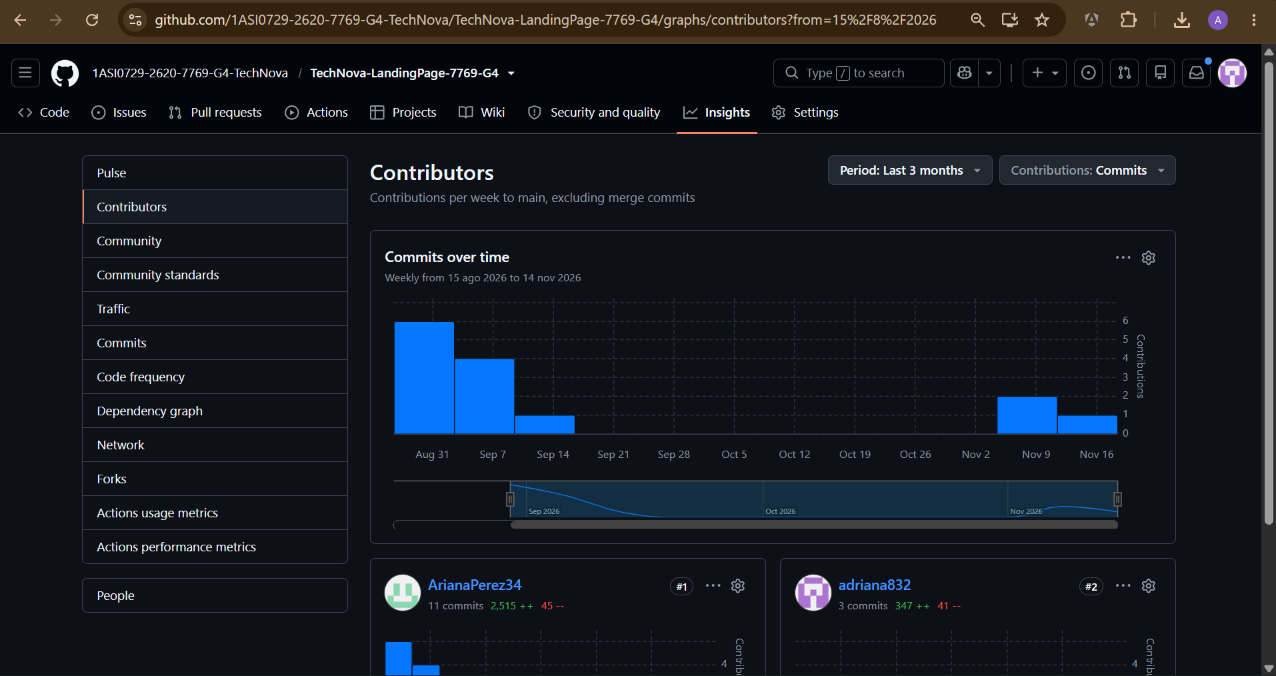 github.com/1ASI0729-2620-7769-G4-TechNova/TechNova-LandingPage-7769-G4/graphs/contributors?from=15%2F8%2F2026
A
1ASI0729-2620-7769-G4-TechNova / TechNova-LandingPage-7769-G4
Type / to search
Code Issues Pull requests Actions Projects Wiki Security and quality Insights Settings
Pulse
Contributors
Community
Community standards
Traffic
Commits
Code frequency
Dependency graph
Network
Forks
Actions usage metrics
Actions performance metrics
People
Contributors
Contributions per week to main, excluding merge commits
Period: Last 3 months
Contributions: Commits
Commits over time
Weekly from 15 ago 2026 to 14 nov 2026
6
5
4
3
2
1
0
Contributions
Aug 31 Sep 7 Sep 14 Sep 21 Sep 28 Oct 5 Oct 12 Oct 19 Oct 26 Nov 2 Nov 9 Nov 16
Sep 2026 Oct 2026 Nov 2026
ArianaPerez34
#1
11 commits 2,515 ++ 45 --
4
Contrib
adriana832
#2
3 commits 347 ++ 41 --
4
Contrib